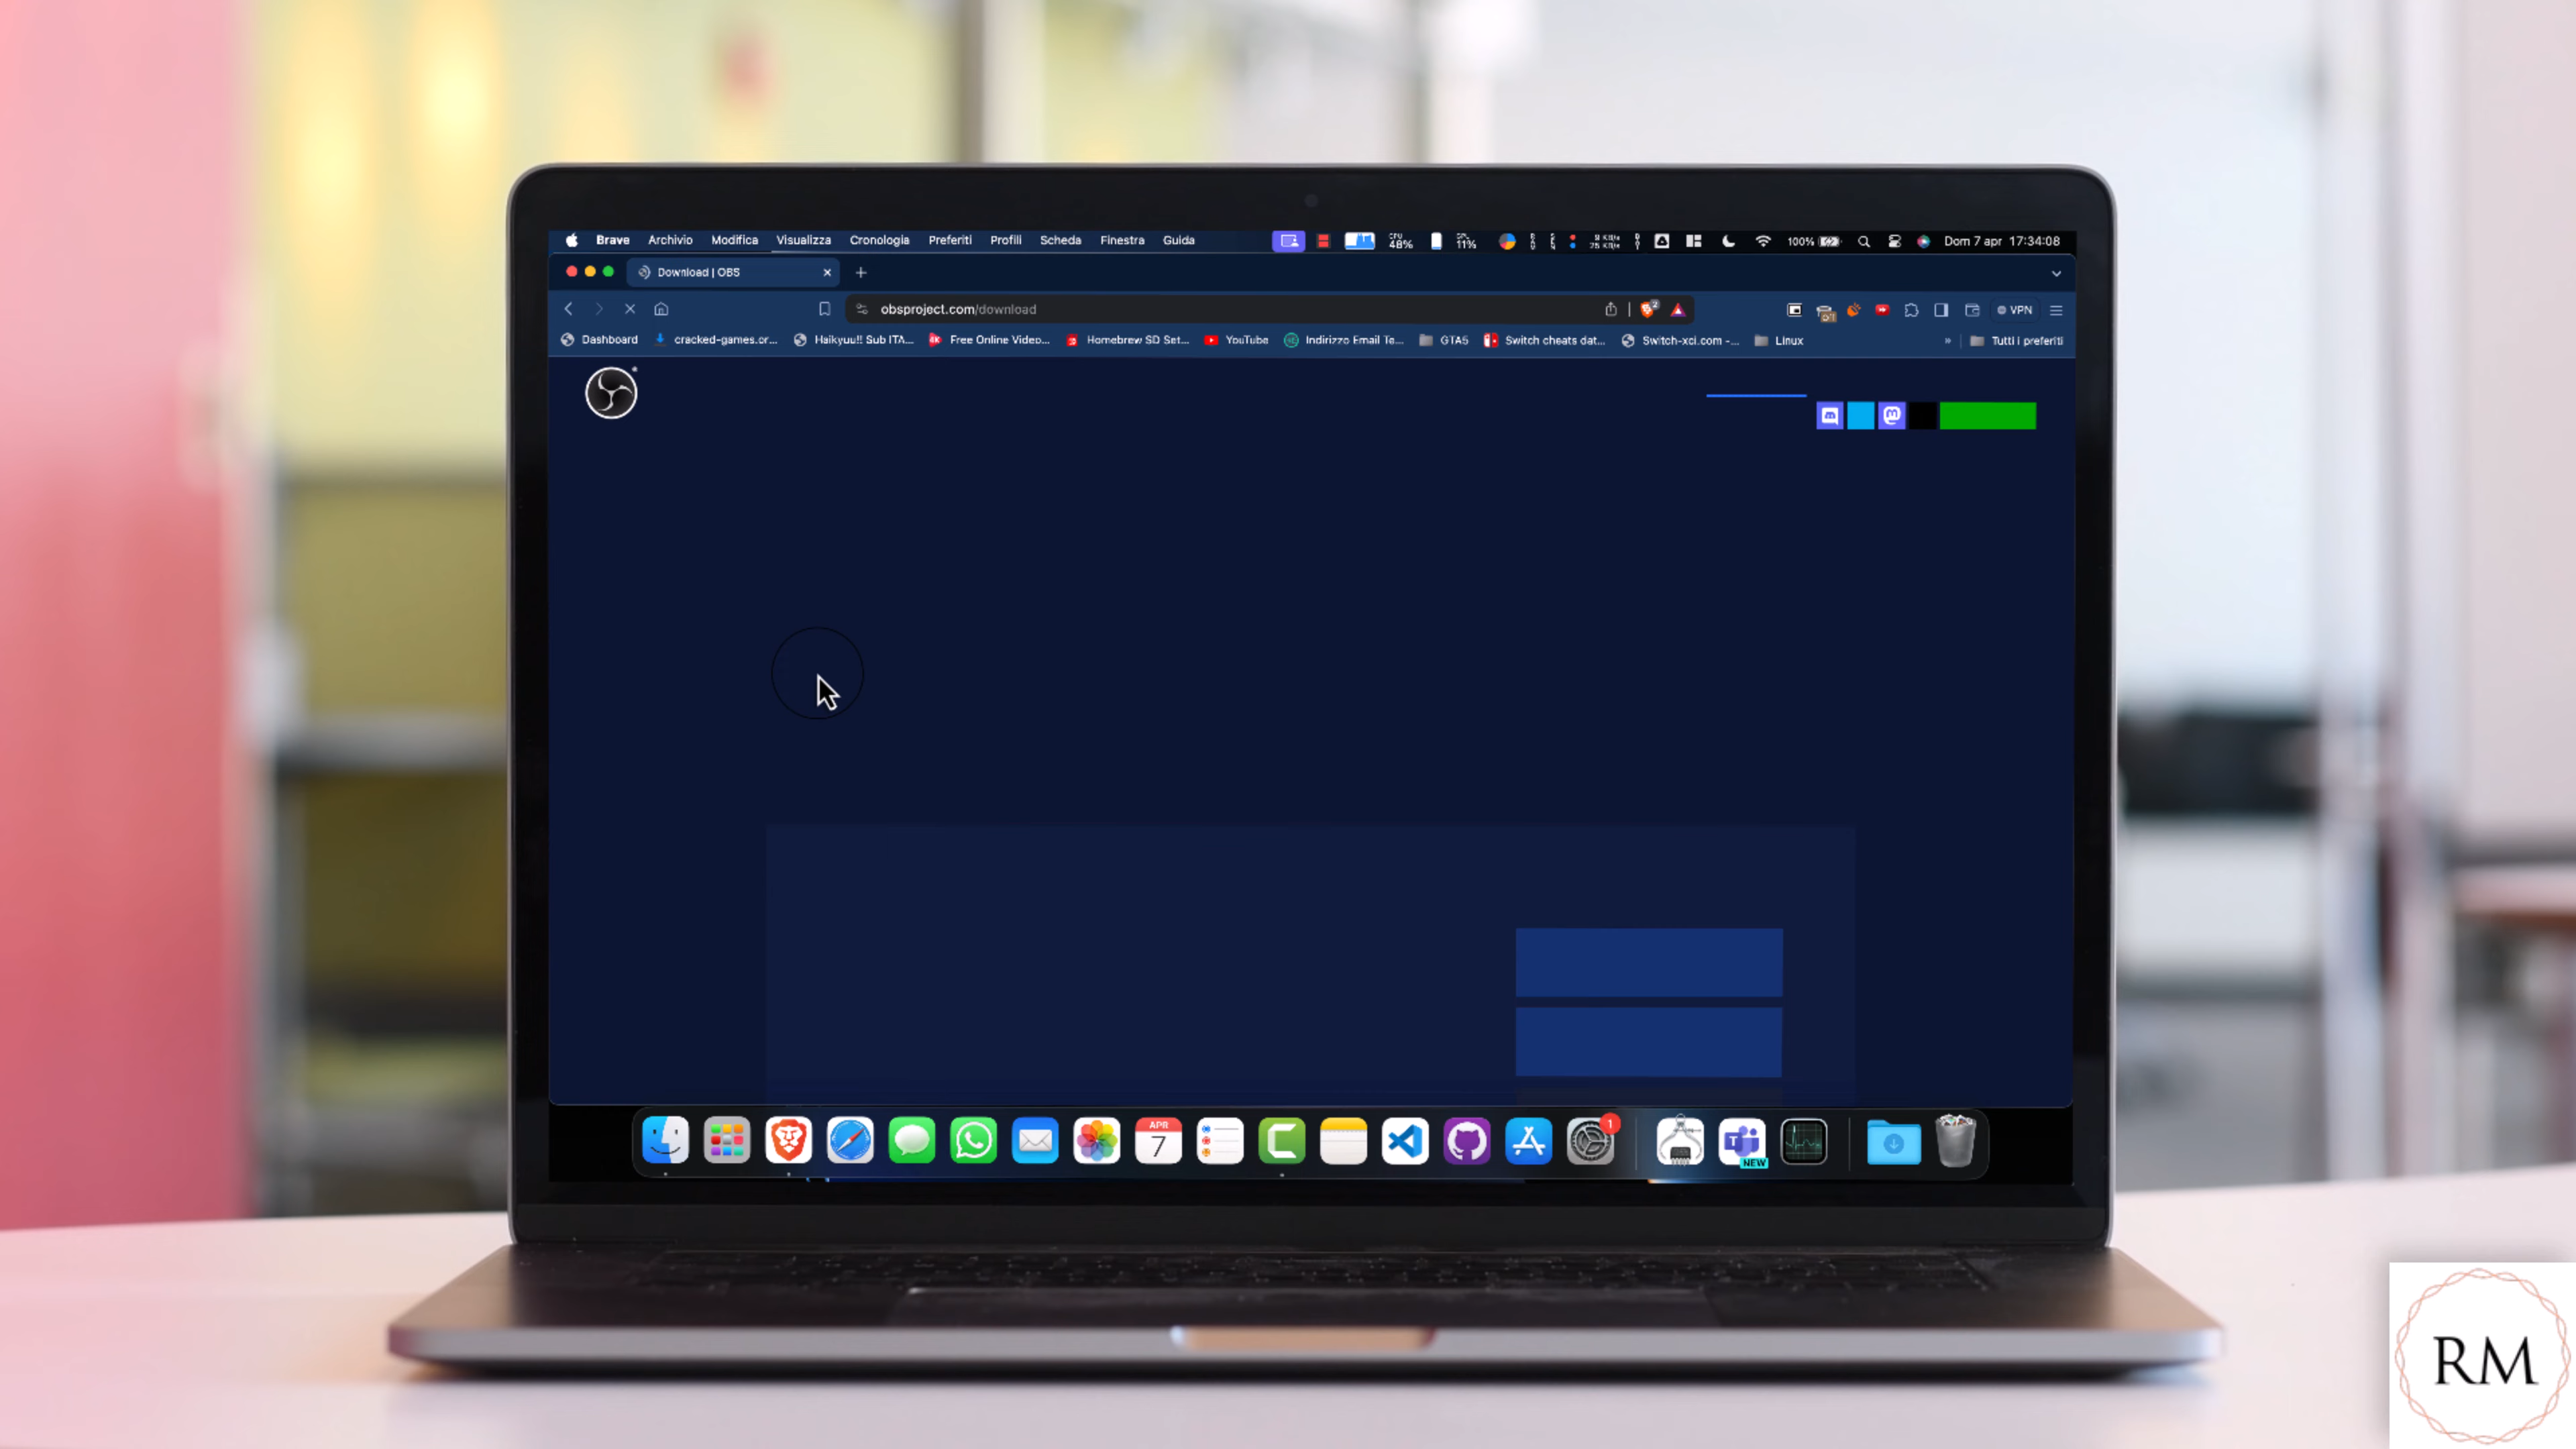 Brave Archivio Modifica Visualizza Cronologia Preferiti Profili Scheda Finestra Guida 48% 11% 100% Dom 7 apr 17:34:08
Download | OBS
obsproject.com/download VPN
Dashboard cracked-games.or... Haikyuu!! Sub ITA... Free Online Video... Homebrew SD Set... YouTube Indirizzo Email Te... GTA5 Switch cheats dat... Switch-xci.com -... Linux » Tutti i preferiti
APR
7
1
T
NEW
RM